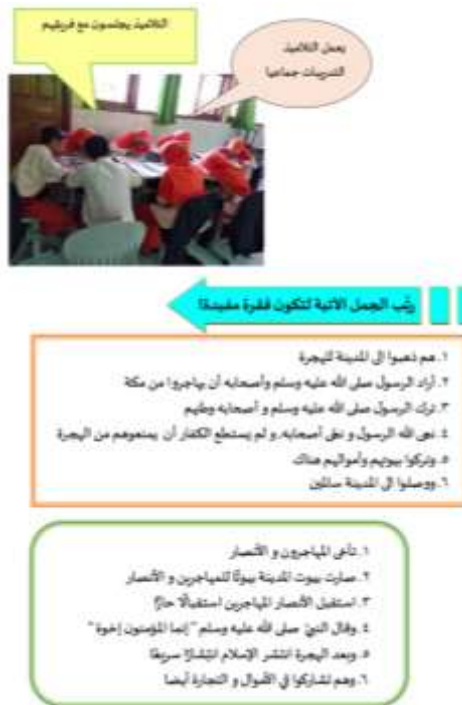 التلاميذ يجلسون مع فريقهم
يعمل التلاميذ
التدريبات جماعيا
رتّب الجمل الآتية لتكون فقرة مفيدة!
١. هم ذهبوا الى المدينة للهجرة
٢. أراد الرسول صلى الله عليه وسلم وأصحابه أن يهاجروا من مكة
٣. ترك الرسول صلى الله عليه وسلم و أصحابه وطنهم
٤. نجى الله الرسول و نجى أصحابه. و لم يستطع الكفار أن يمنعوهم من الهجرة
٥. وتركوا بيوتهم وأموالهم هناك
٦. ووصلوا الى المدينة سالمين
١. تآخى المهاجرون و الأنصار
٢. صارت بيوت المدينة بيوتًا للمهاجرين و الأنصار
٣. استقبل الأنصار المهاجرين استقبالًا حارًّا
٤. وقال النبيّ صلى الله عليه وسلم "إنما المؤمنون إخوة"
٥. وبعد الهجرة انتشر الإسلام انتشارًا سريعًا
٦. وهم تشاركوا في الأموال و التجارة أيضا